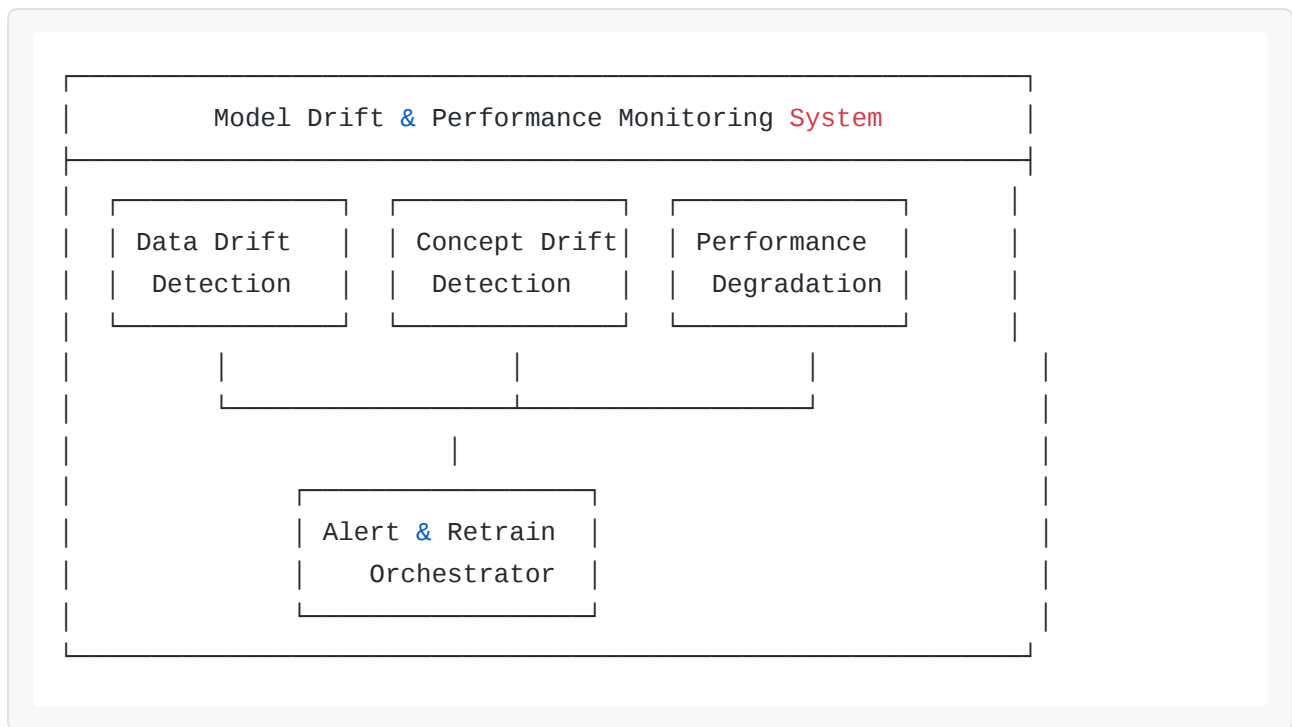 Model Drift & Performance Monitoring System
Data Drift Concept Drift Performance
Detection Detection Degradation
Alert & Retrain
Orchestrator